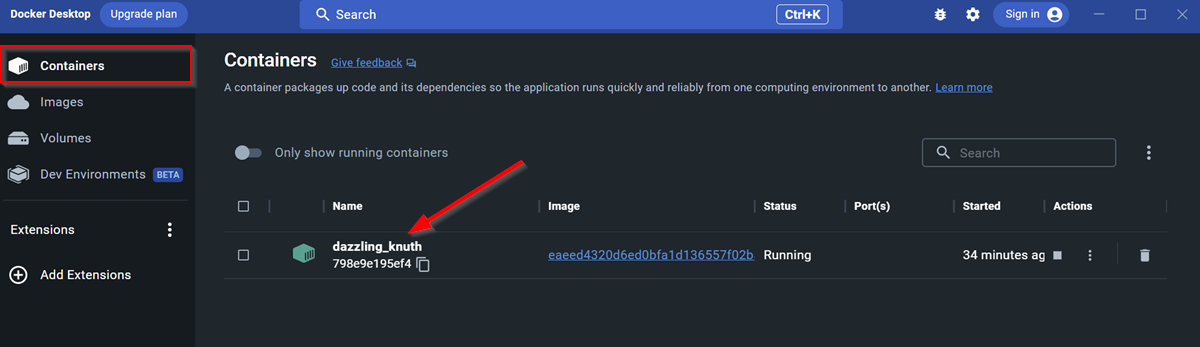 Docker Desktop Upgrade plan Search Ctrl+K Sign in
Containers
Images
Volumes
Dev Environments BETA
Extensions
Add Extensions
Containers Give feedback
A container packages up code and its dependencies so the application runs quickly and reliably from one computing environment to another. Learn more
Only show running containers Search
Name Image Status Port(s) Started Actions
dazzling_knuth
798e9e195ef4 eaeed4320d6ed0bfa1d136557f02b Running 34 minutes ag